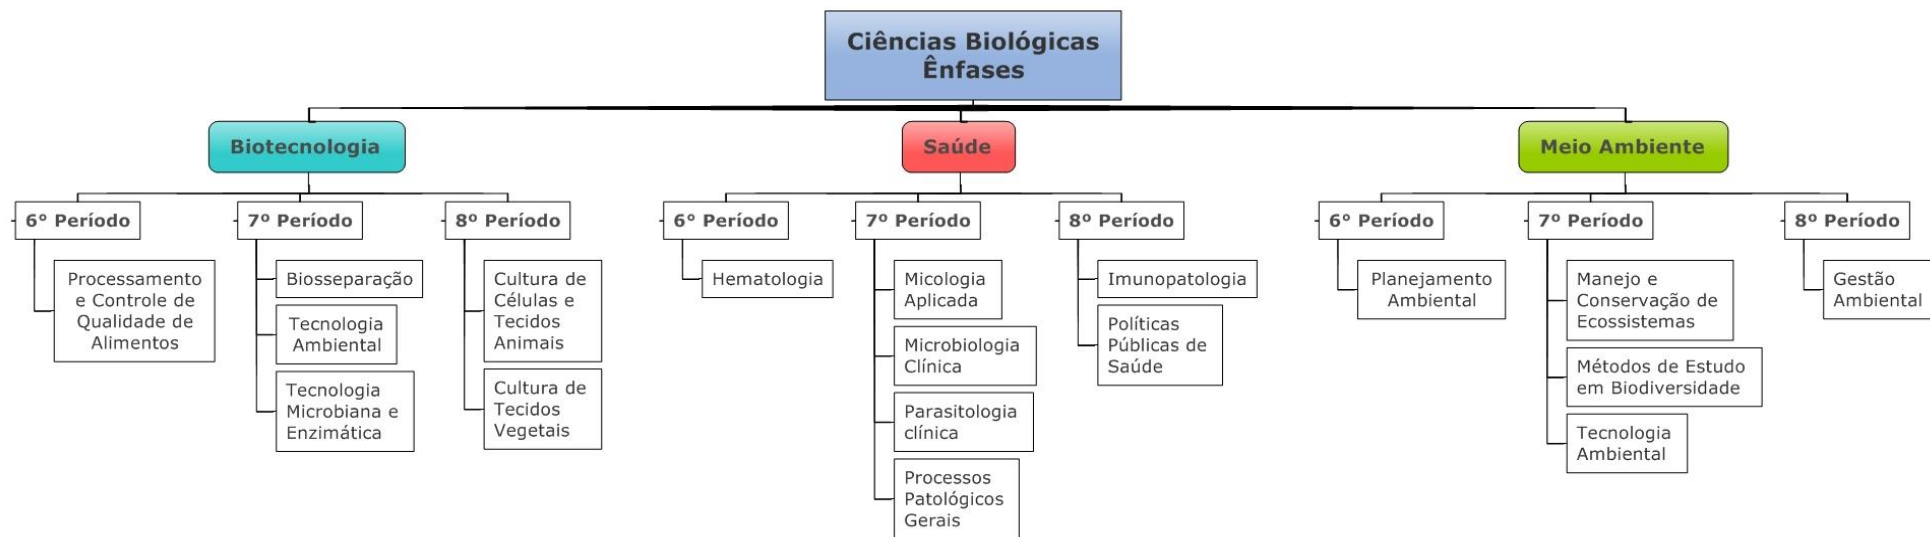 Ciências Biológicas
Ênfases
Biotecnologia
6° Período
Processamento
e Controle de
Qualidade de
Alimentos
7º Período
Biosseparação
Tecnologia
Ambiental
Tecnologia
Microbiana e
Enzimática
8º Período
Cultura de
Células e
Tecidos
Animais
Cultura de
Tecidos
Vegetais
Saúde
6° Período
Hematologia
7º Período
Micologia
Aplicada
Microbiologia
Clínica
Parasitologia
clínica
Processos
Patológicos
Gerais
8º Período
Imunopatologia
Políticas
Públicas de
Saúde
Meio Ambiente
6° Período
Planejamento
Ambiental
7º Período
Manejo e
Conservação de
Ecossistemas
Métodos de Estudo
em Biodiversidade
Tecnologia
Ambiental
8º Período
Gestão
Ambiental